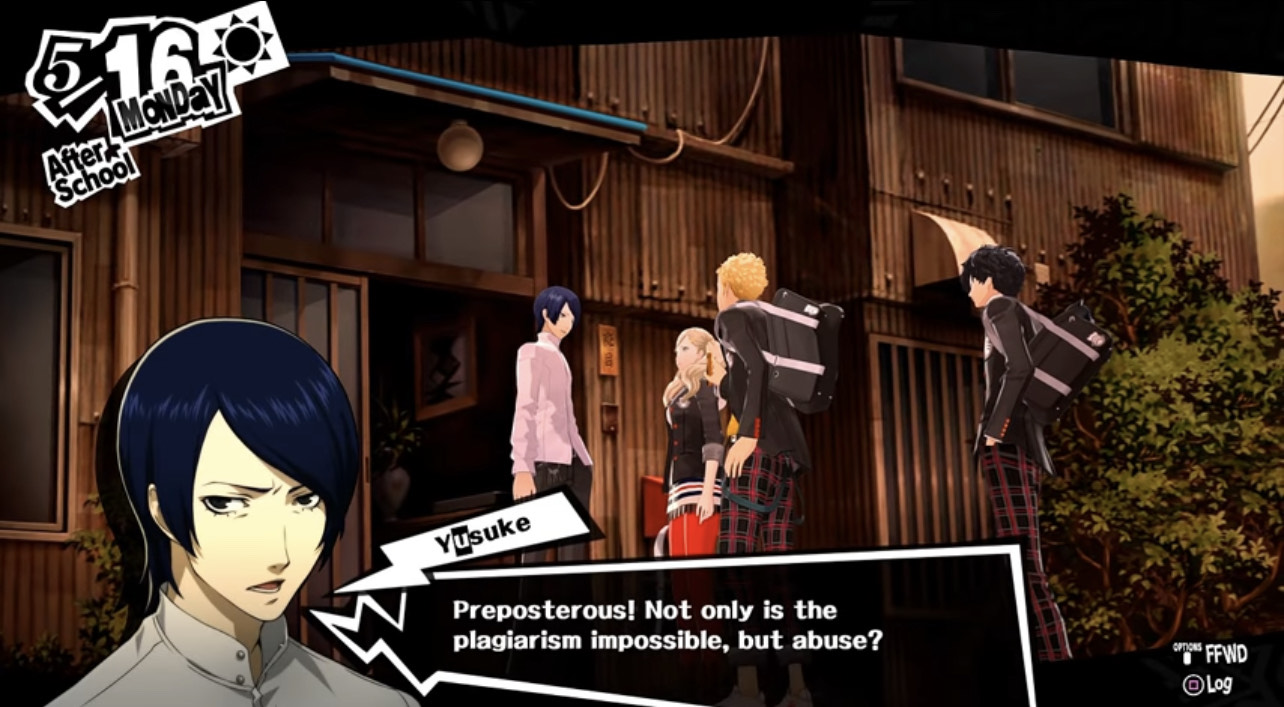 5/16
MONDaY
After★
School
Yusuke
Preposterous! Not only is the
plagiarism impossible, but abuse?
OPTIONS FFWD
Log